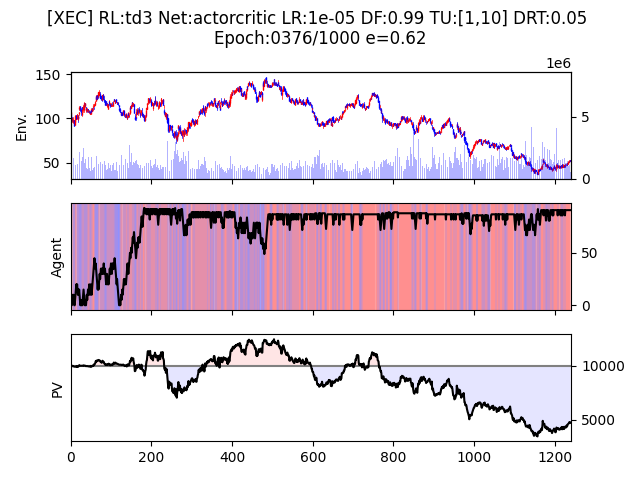 [XEC] RL:td3 Net:actorcritic LR:1e-05 DF:0.99 TU:[1,10] DRT:0.05
Epoch:0376/1000 e=0.62
1e6
150
100
50
Env.
5
0
Agent
50
0
PV
10000
5000
0
200
400
600
800
1000
1200